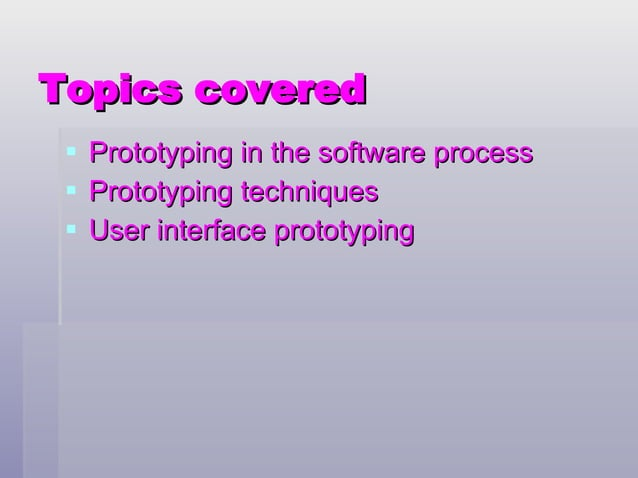 Topics covered
▪ Prototyping in the software process
▪ Prototyping techniques
▪ User interface prototyping